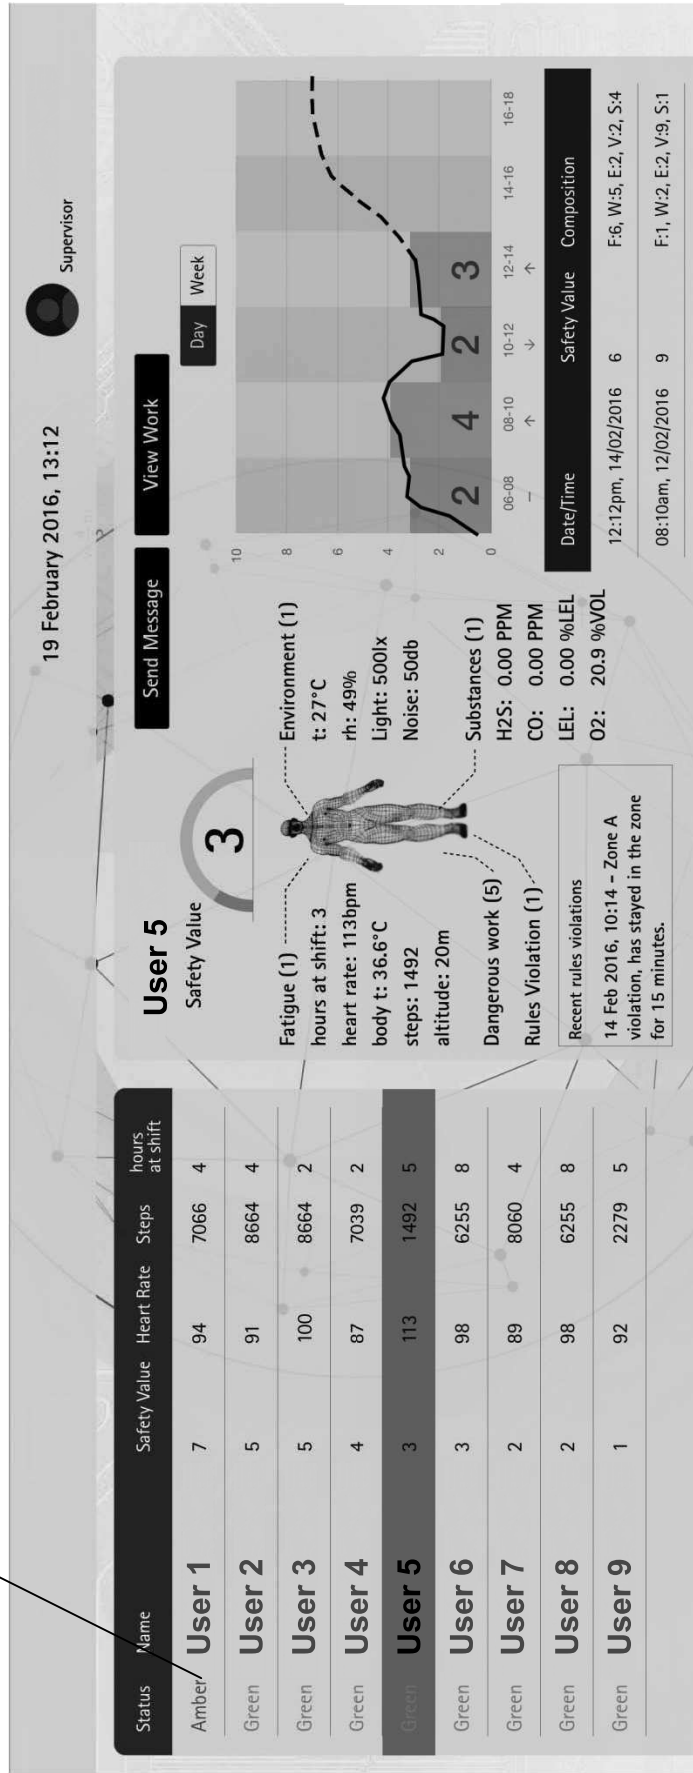 19 February 2016, 13:12
Supervisor
Status Name Safety Value Heart Rate Steps hours at shift
Amber User 1 7 94 7066 4
Green User 2 5 91 8664 4
Green User 3 5 100 8664 2
Green User 4 4 87 7039 2
Green User 5 3 113 1492 5
Green User 6 3 98 6255 8
Green User 7 2 89 8060 4
Green User 8 2 98 6255 8
Green User 9 1 92 2279 5
User 5
Send Message
View Work
Safety Value
3
Fatigue (1)
hours at shift: 3
heart rate: 113bpm
body t: 36.6°C
steps: 1492
altitude: 20m
Dangerous work (5)
Rules Violation (1)
Environment (1)
t: 27°C
rh: 49%
Light: 500lx
Noise: 50db
Substances (1)
H2S: 0.00 PPM
CO: 0.00 PPM
LEL: 0.00 %LEL
O2: 20.9 %VOL
Recent rules violations
14 Feb 2016, 10:14 – Zone A
violation, has stayed in the zone
for 15 minutes.
Day Week
10
8
6
4
2
0
2 4 2 3
06-08 08-10 10-12 12-14 14-16 16-18
– ↑ ↓ ↑
Date/Time Safety Value Composition
12:12pm, 14/02/2016 6 F:6, W:5, E:2, V:2, S:4
08:10am, 12/02/2016 9 F:1, W:2, E:2, V:9, S:1